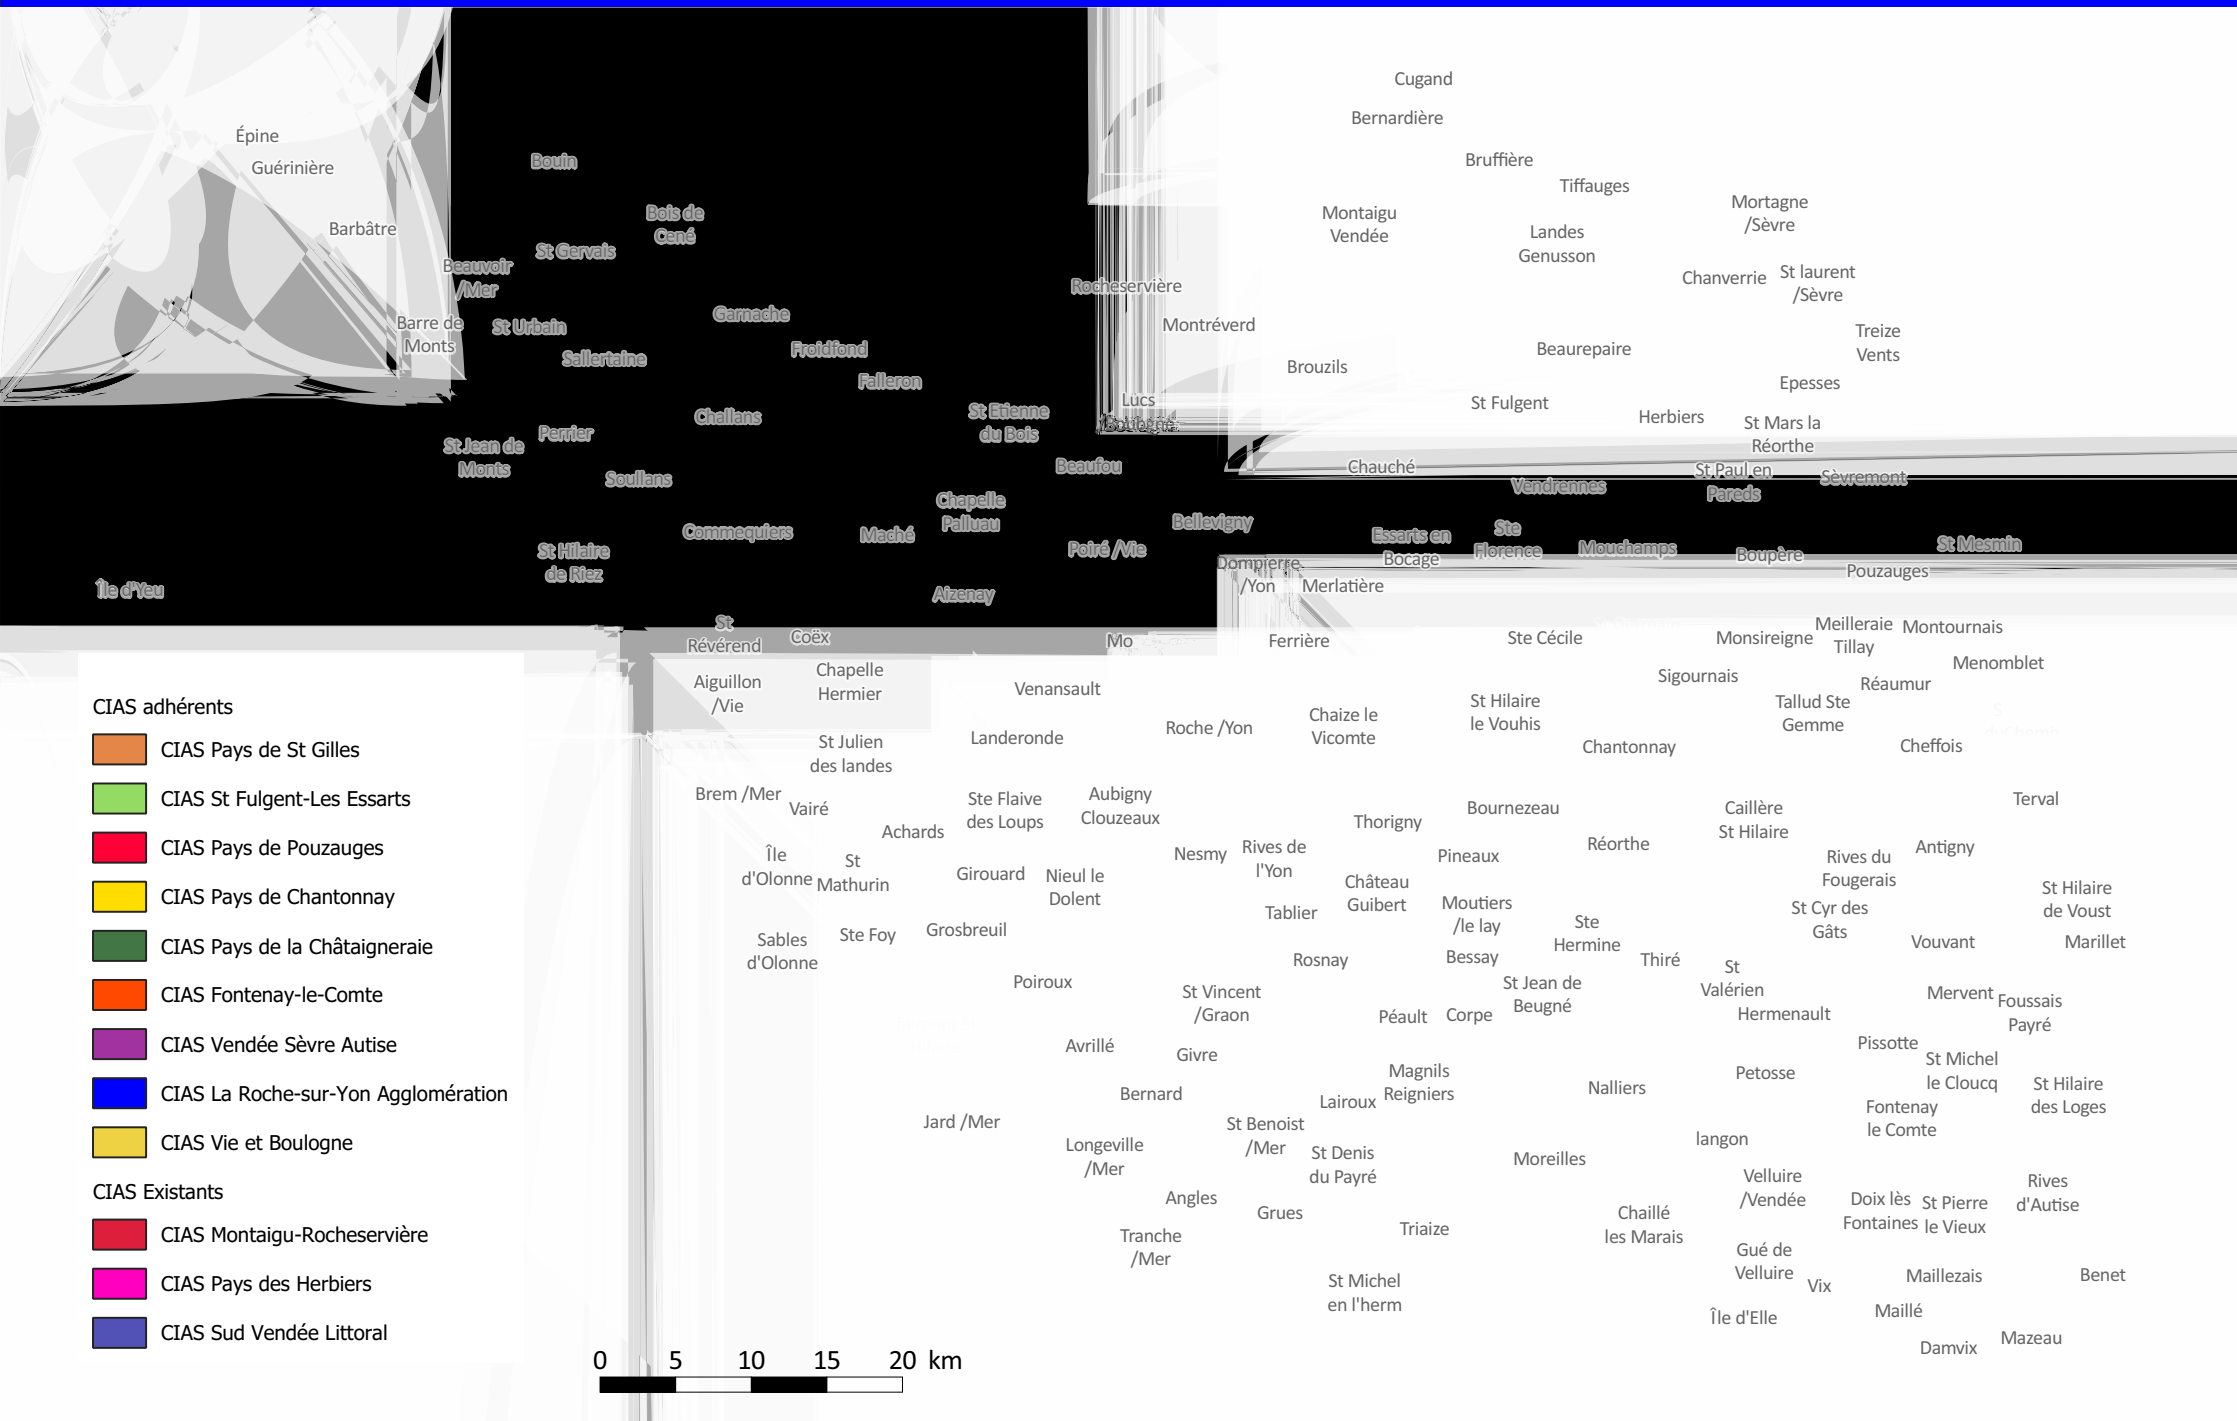 Cugand
Bernardière
Épine
Guérinière
Bouin
Bruffière
Tiffauges
Barbâtre
Bois de
Cené
Montaigu
Vendée
Mortagne
/Sèvre
Landes
Genusson
St Gervais
Beauvoir
/Mer
Rocheservière
Chanverrie
St laurent
/Sèvre
Barre de
Monts
St Urbain
Garnache
Montréverd
Treize
Vents
Sallertaine
Froidfond
Brouzils
Beaurepaire
Falleron
Epesses
Challans
St Etienne
du Bois
Lucs
/Boulogne
St Fulgent
Herbiers
St Mars la
Réorthe
St Jean de
Monts
Perrier
Soullans
Beaufou
Chauché
Vendrennes
St Paul en
Pareds
Sèvremont
Chapelle
Palluau
Commequiers
Maché
Bellevigny
Essarts en
Bocage
Ste
Florence
Mouchamps
Boupère
St Mesmin
St Hilaire
de Riez
Poiré /Vie
Dompierre
/Yon
Merlatière
Pouzauges
Île d'Yeu
Aizenay
St
Révérend
Coëx
Mo
Ferrière
Ste Cécile
Monsireigne
Meilleraie
Tillay
Montournais
Menomblet
Aiguillon
/Vie
Chapelle
Hermier
Venansault
Sigournais
Réaumur
St Hilaire
le Vouhis
Tallud Ste
Gemme
Roche /Yon
Chaize le
Vicomte
Landeronde
St Julien
des landes
Chantonnay
Cheffois
Brem /Mer
Vairé
Achards
Ste Flaive
des Loups
Aubigny
Clouzeaux
Thorigny
Bournezeau
Caillère
St Hilaire
Terval
Réorthe
Antigny
Île
d'Olonne
St
Mathurin
Girouard
Nieul le
Dolent
Nesmy
Rives de
l'Yon
Pineaux
Rives du
Fougerais
Château
Guibert
Tablier
Moutiers
/le lay
St Hilaire
de Voust
St Cyr des
Gâts
Sables
d'Olonne
Ste Foy
Grosbreuil
Ste
Hermine
Vouvant
Marillet
Rosnay
Bessay
Thiré
Poiroux
St Vincent
/Graon
St Jean de
Beugné
St
Valérien
Hermenault
Mervent
Foussais
Payré
Péault
Corpe
Avrillé
Givre
Pissotte
St Michel
le Cloucq
Magnils
Reigniers
Petosse
Nalliers
Bernard
Lairoux
St Hilaire
des Loges
Fontenay
le Comte
Jard /Mer
St Benoist
/Mer
Longeville
/Mer
St Denis
du Payré
Moreilles
langon
Velluire
/Vendée
Angles
Grues
Triaize
Chaillé
les Marais
Doix lès
Fontaines
St Pierre
le Vieux
Rives
d'Autise
Tranche
/Mer
Gué de
Velluire
Vix
Maillezais
Benet
St Michel
en l'herm
Île d'Elle
Maillé
Damvix
Mazeau
CIAS adhérents
CIAS Pays de St Gilles
CIAS St Fulgent-Les Essarts
CIAS Pays de Pouzauges
CIAS Pays de Chantonnay
CIAS Pays de la Châtaigneraie
CIAS Fontenay-le-Comte
CIAS Vendée Sèvre Autise
CIAS La Roche-sur-Yon Agglomération
CIAS Vie et Boulogne
CIAS Existants
CIAS Montaigu-Rocheservière
CIAS Pays des Herbiers
CIAS Sud Vendée Littoral
0 5 10 15 20 km